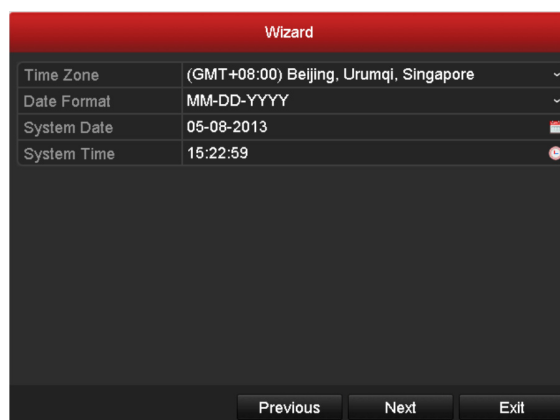 Wizard
Time Zone (GMT+08:00) Beijing, Urumqi, Singapore
Date Format MM-DD-YYYY
System Date 05-08-2013
System Time 15:22:59
Previous Next Exit